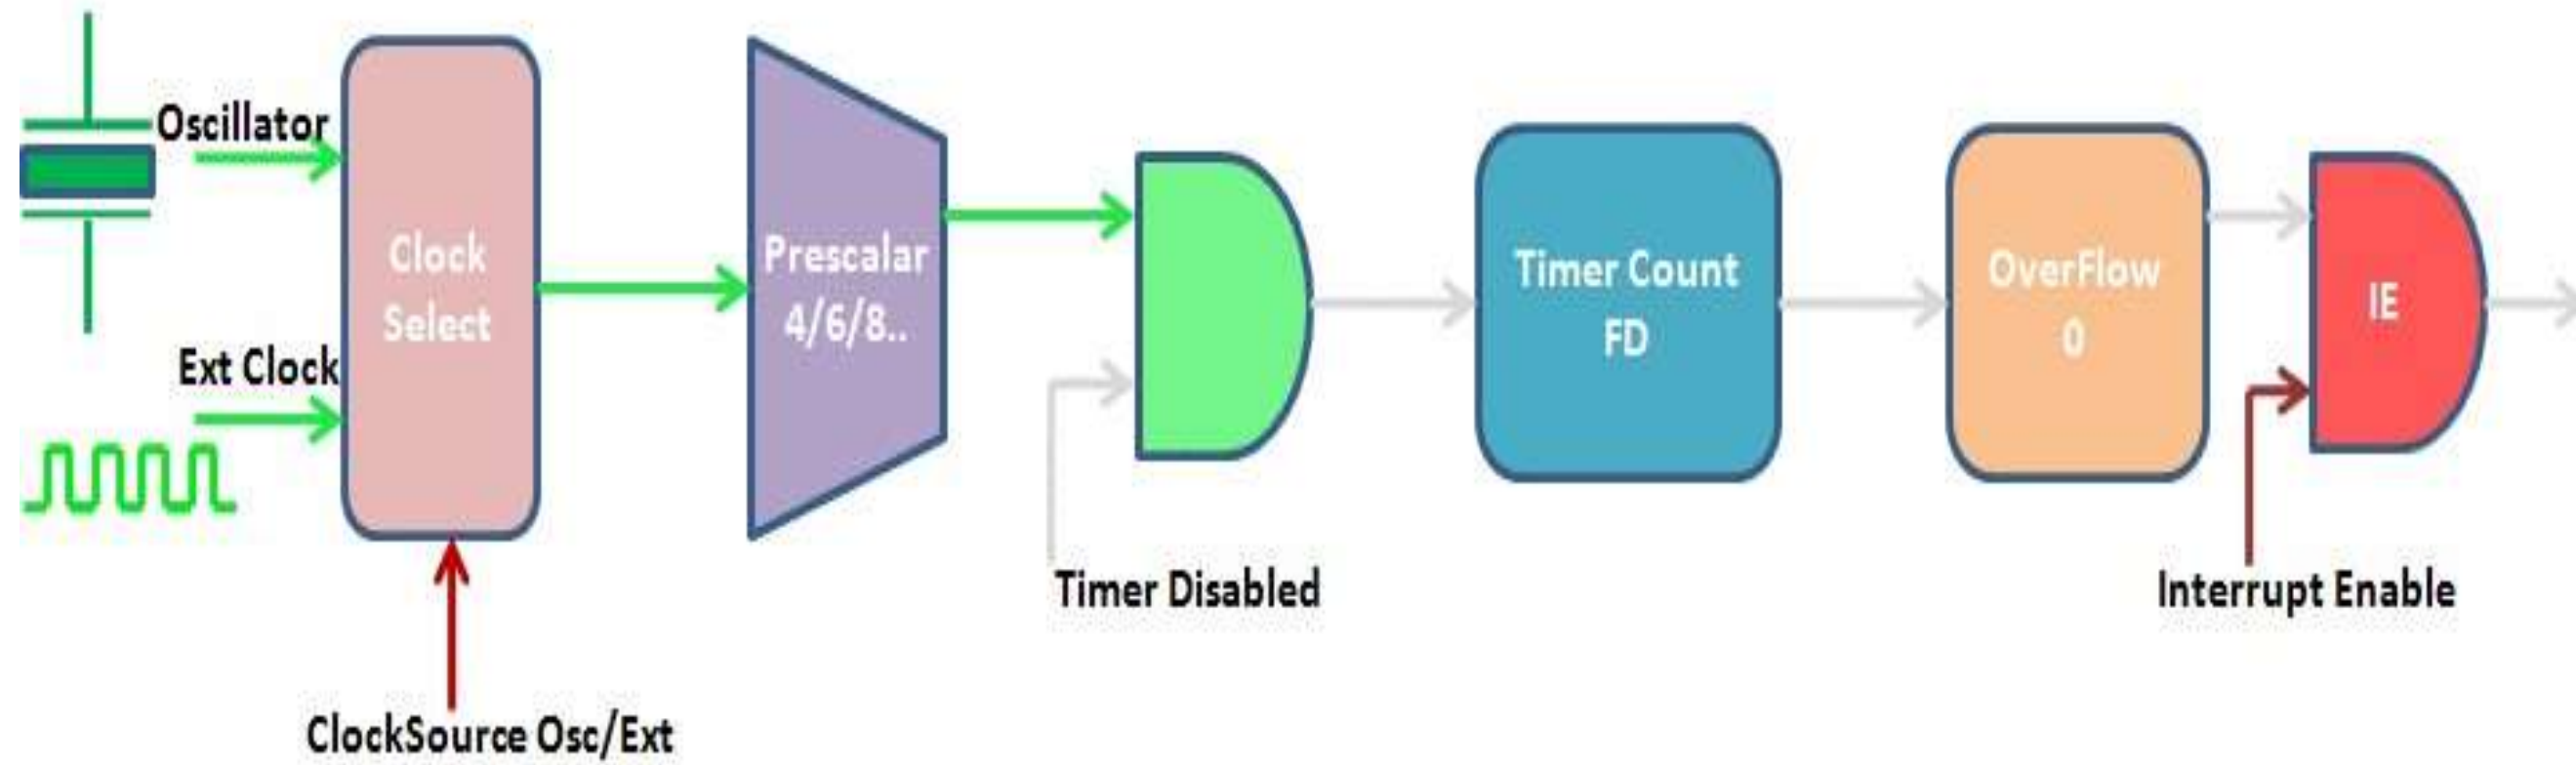 Oscillator
Ext Clock
Clock
Select
ClockSource Osc/Ext
Prescalar
4/6/8..
Timer Disabled
Timer Count
FD
OverFlow
0
IE
Interrupt Enable